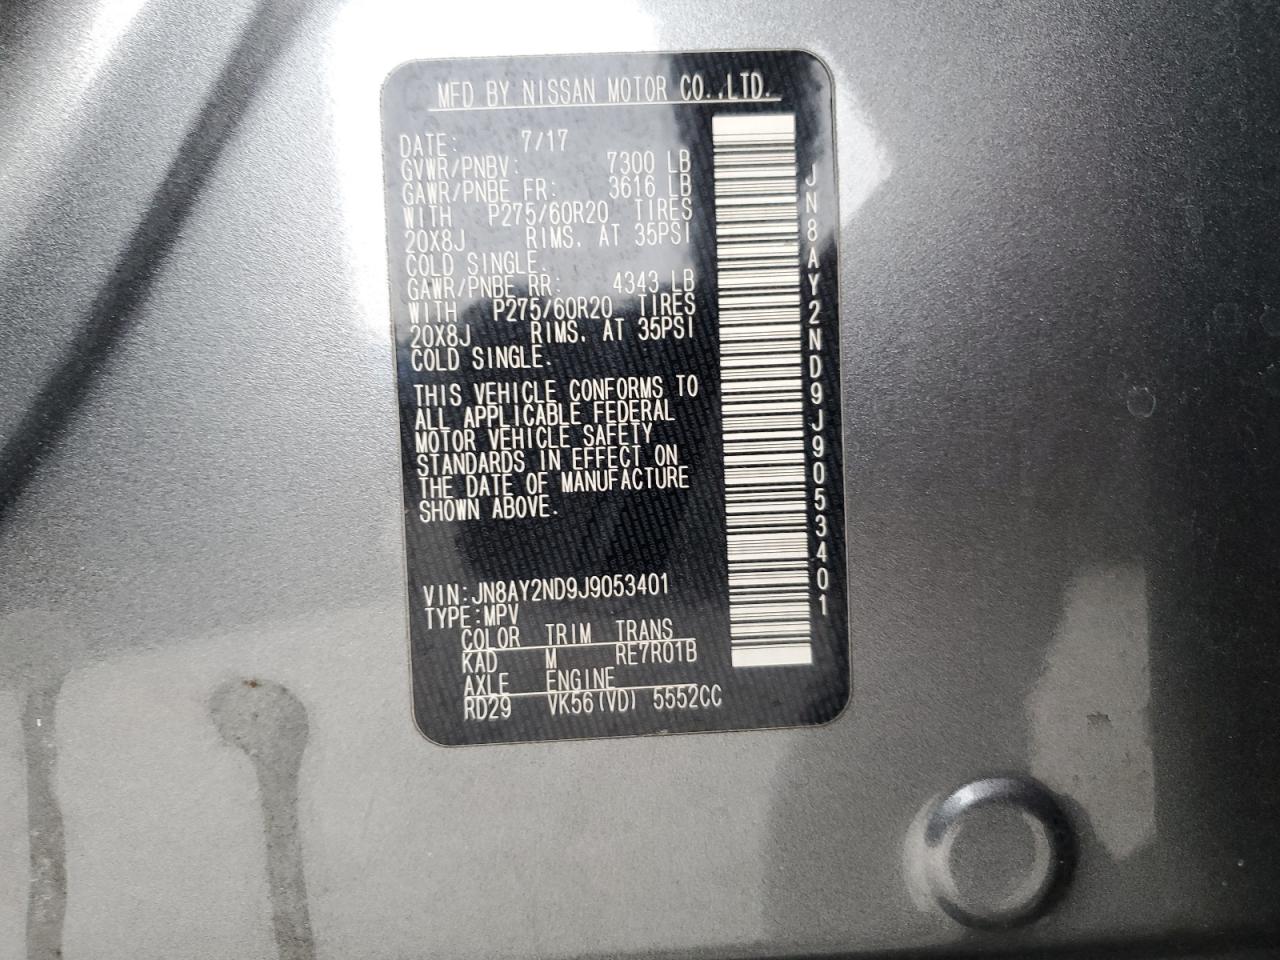 MFD BY NISSAN MOTOR CO.,LTD.
DATE: 7/17
GVWR/PNBV: 7300 LB
GAWR/PNBE FR: 3616 LB
WITH P275/60R20 TIRES
20X8J RIMS, AT 35PSI
COLD SINGLE.
GAWR/PNBE RR: 4343 LB
WITH P275/60R20 TIRES
20X8J RIMS, AT 35PSI
COLD SINGLE.
THIS VEHICLE CONFORMS TO
ALL APPLICABLE FEDERAL
MOTOR VEHICLE SAFETY
STANDARDS IN EFFECT ON
THE DATE OF MANUFACTURE
SHOWN ABOVE.
VIN:JN8AY2ND9J9053401
TYPE:MPV
COLOR TRIM TRANS
KAD M RE7R01B
AXLE ENGINE
RD29 VK56(VD) 5552CC
JN8AY2ND9J9053401